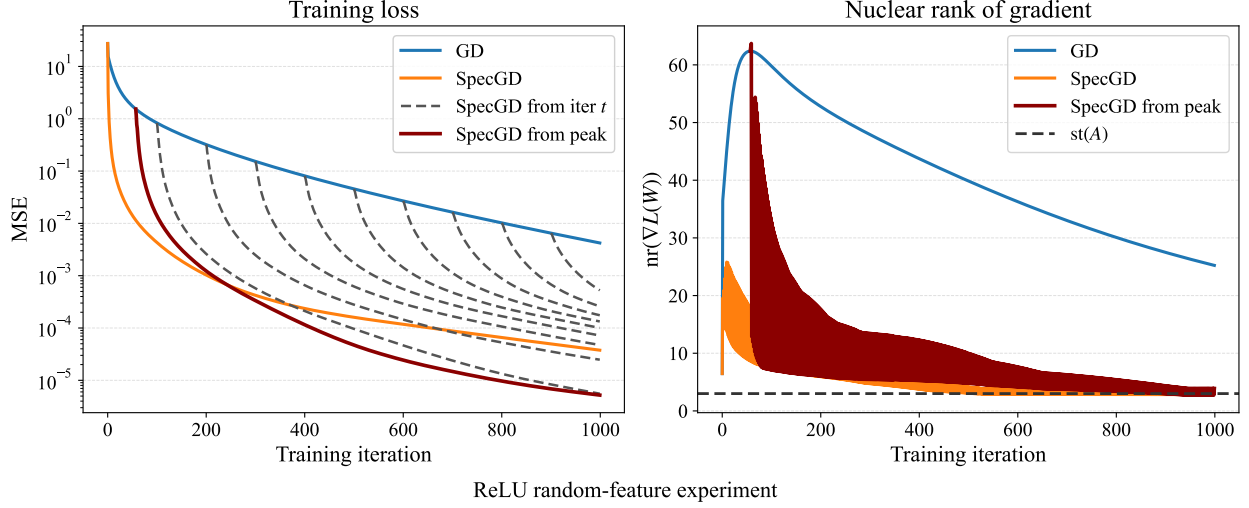 Training loss
MSE
10^1
10^0
10^−1
10^−2
10^−3
10^−4
10^−5
GD
SpecGD
SpecGD from iter t
SpecGD from peak
0 200 400 600 800 1000
Training iteration
Nuclear rank of gradient
nr(∇L(W))
60
50
40
30
20
10
0
GD
SpecGD
SpecGD from peak
st(A)
0 200 400 600 800 1000
Training iteration
ReLU random-feature experiment